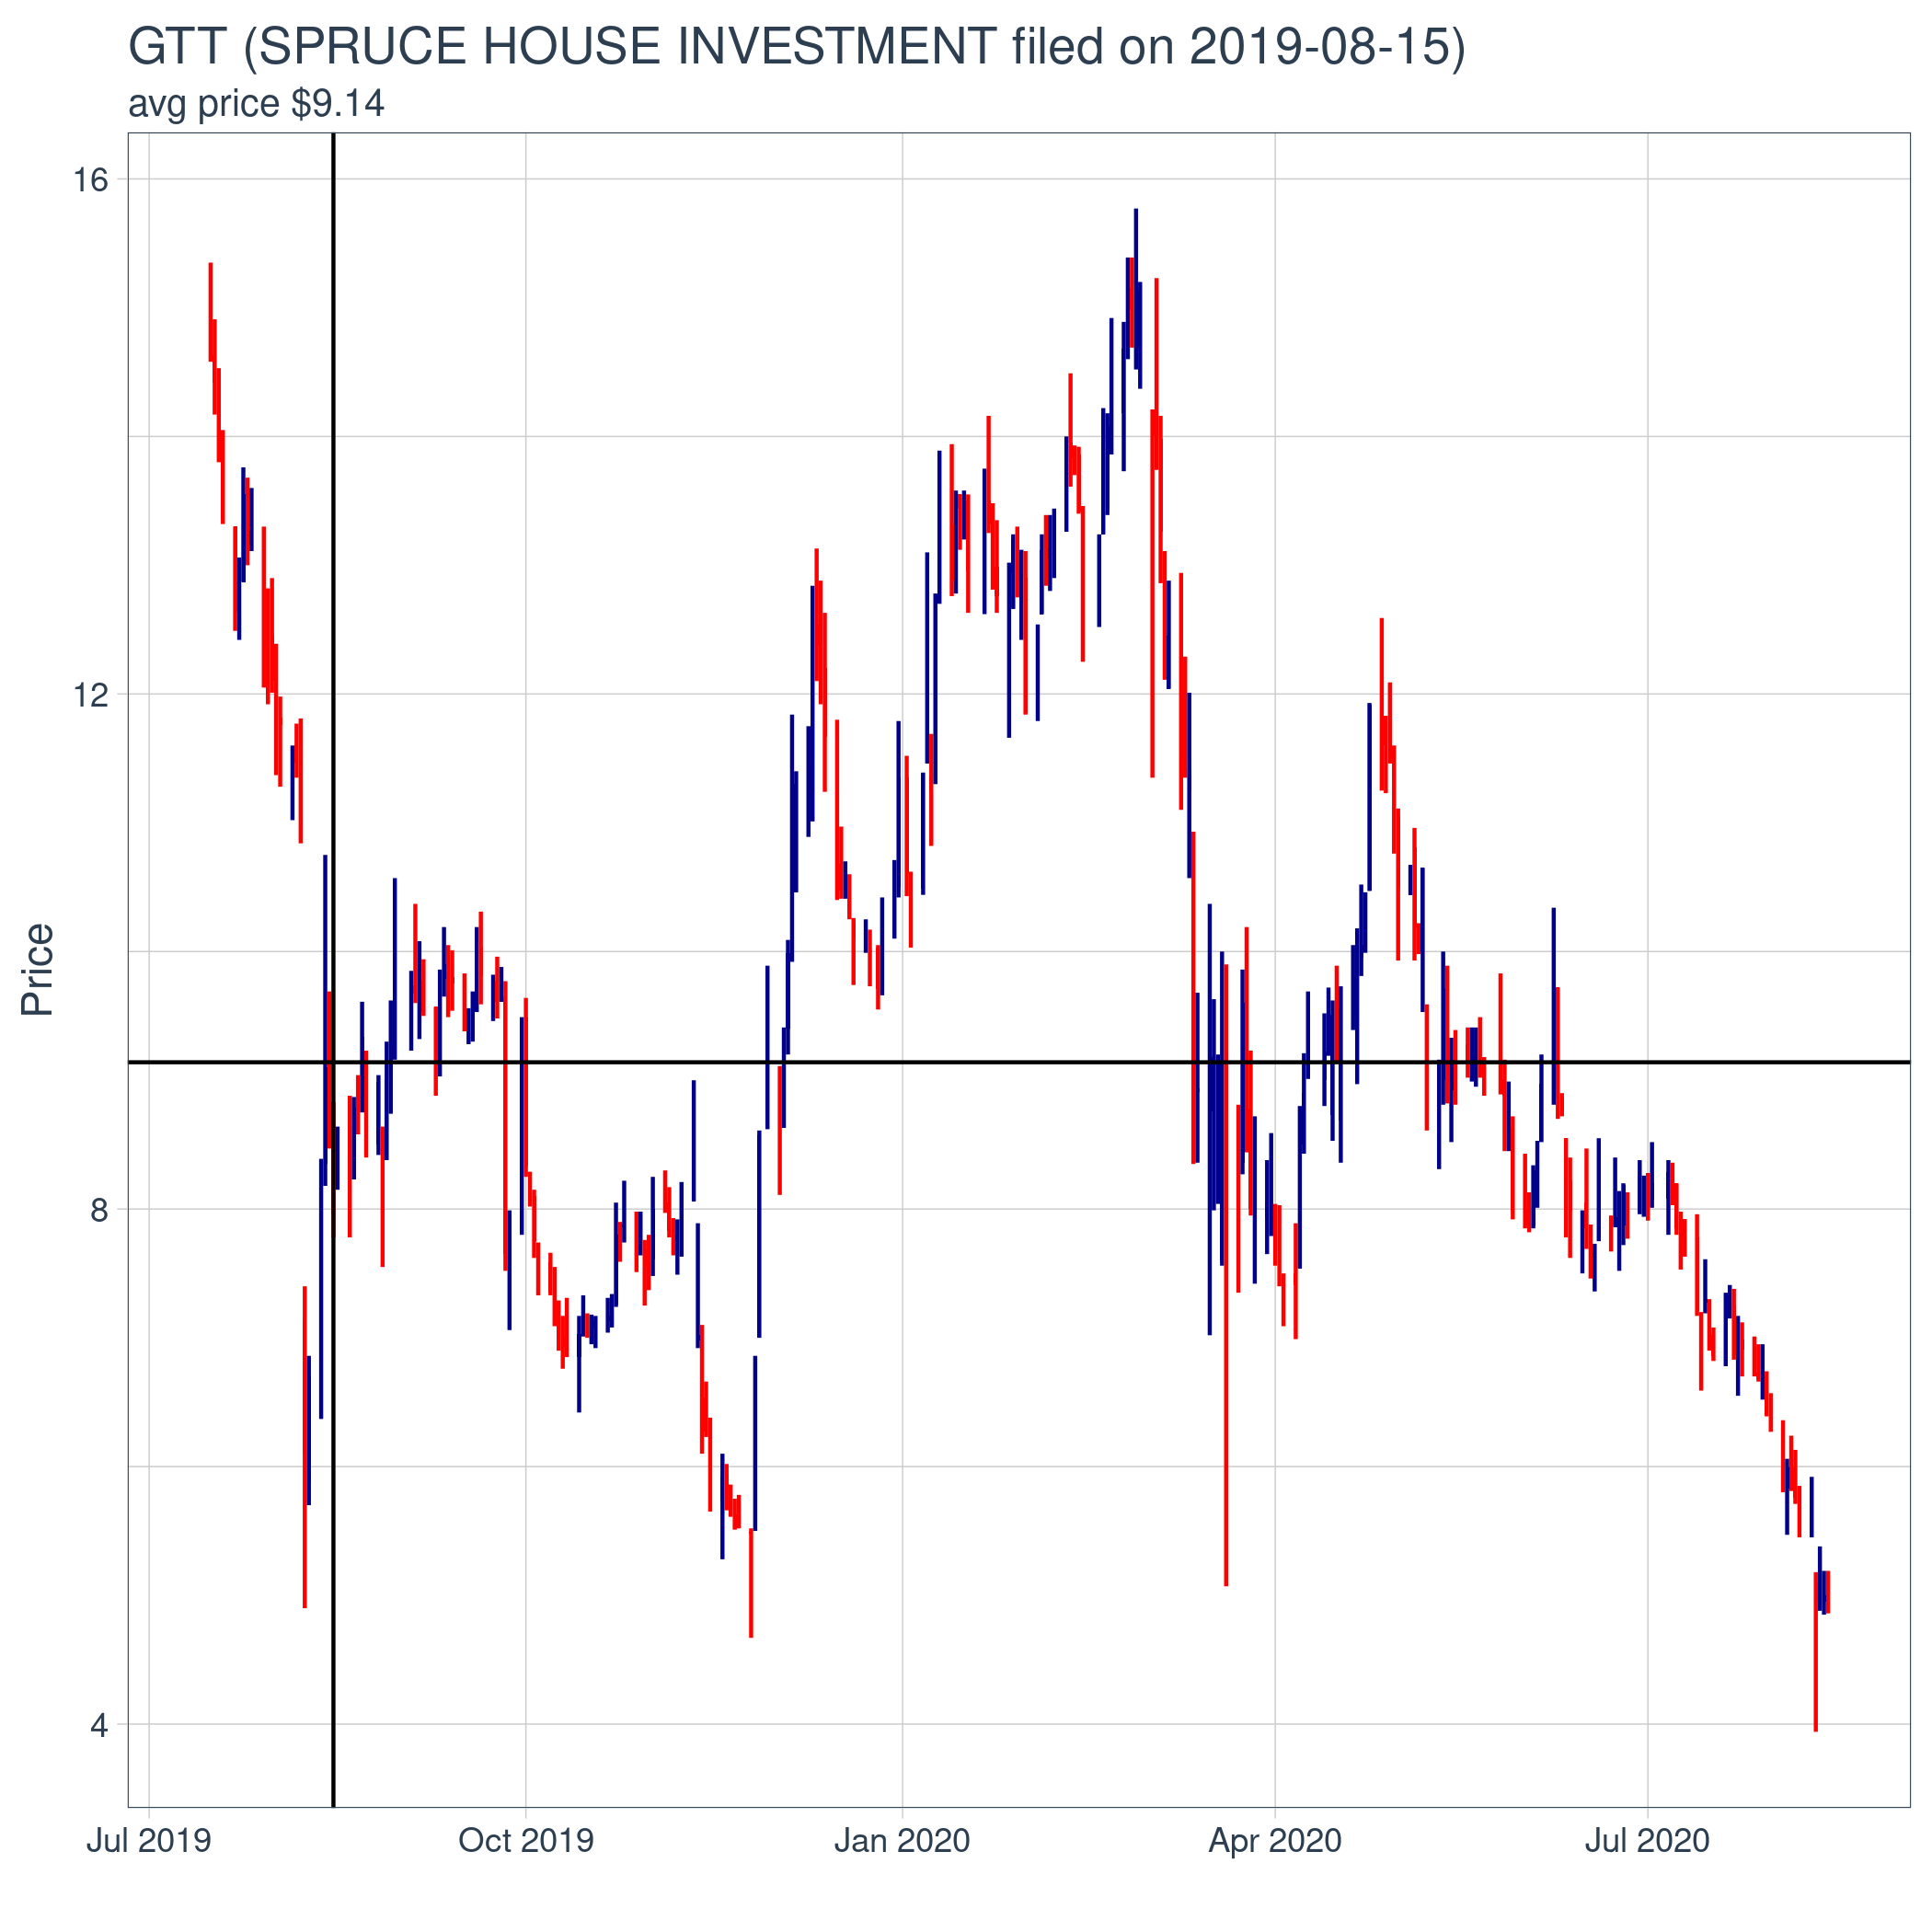 GTT (SPRUCE HOUSE INVESTMENT filed on 2019-08-15)
avg price $9.14
16
12
8
4
Price
Jul 2019
Oct 2019
Jan 2020
Apr 2020
Jul 2020